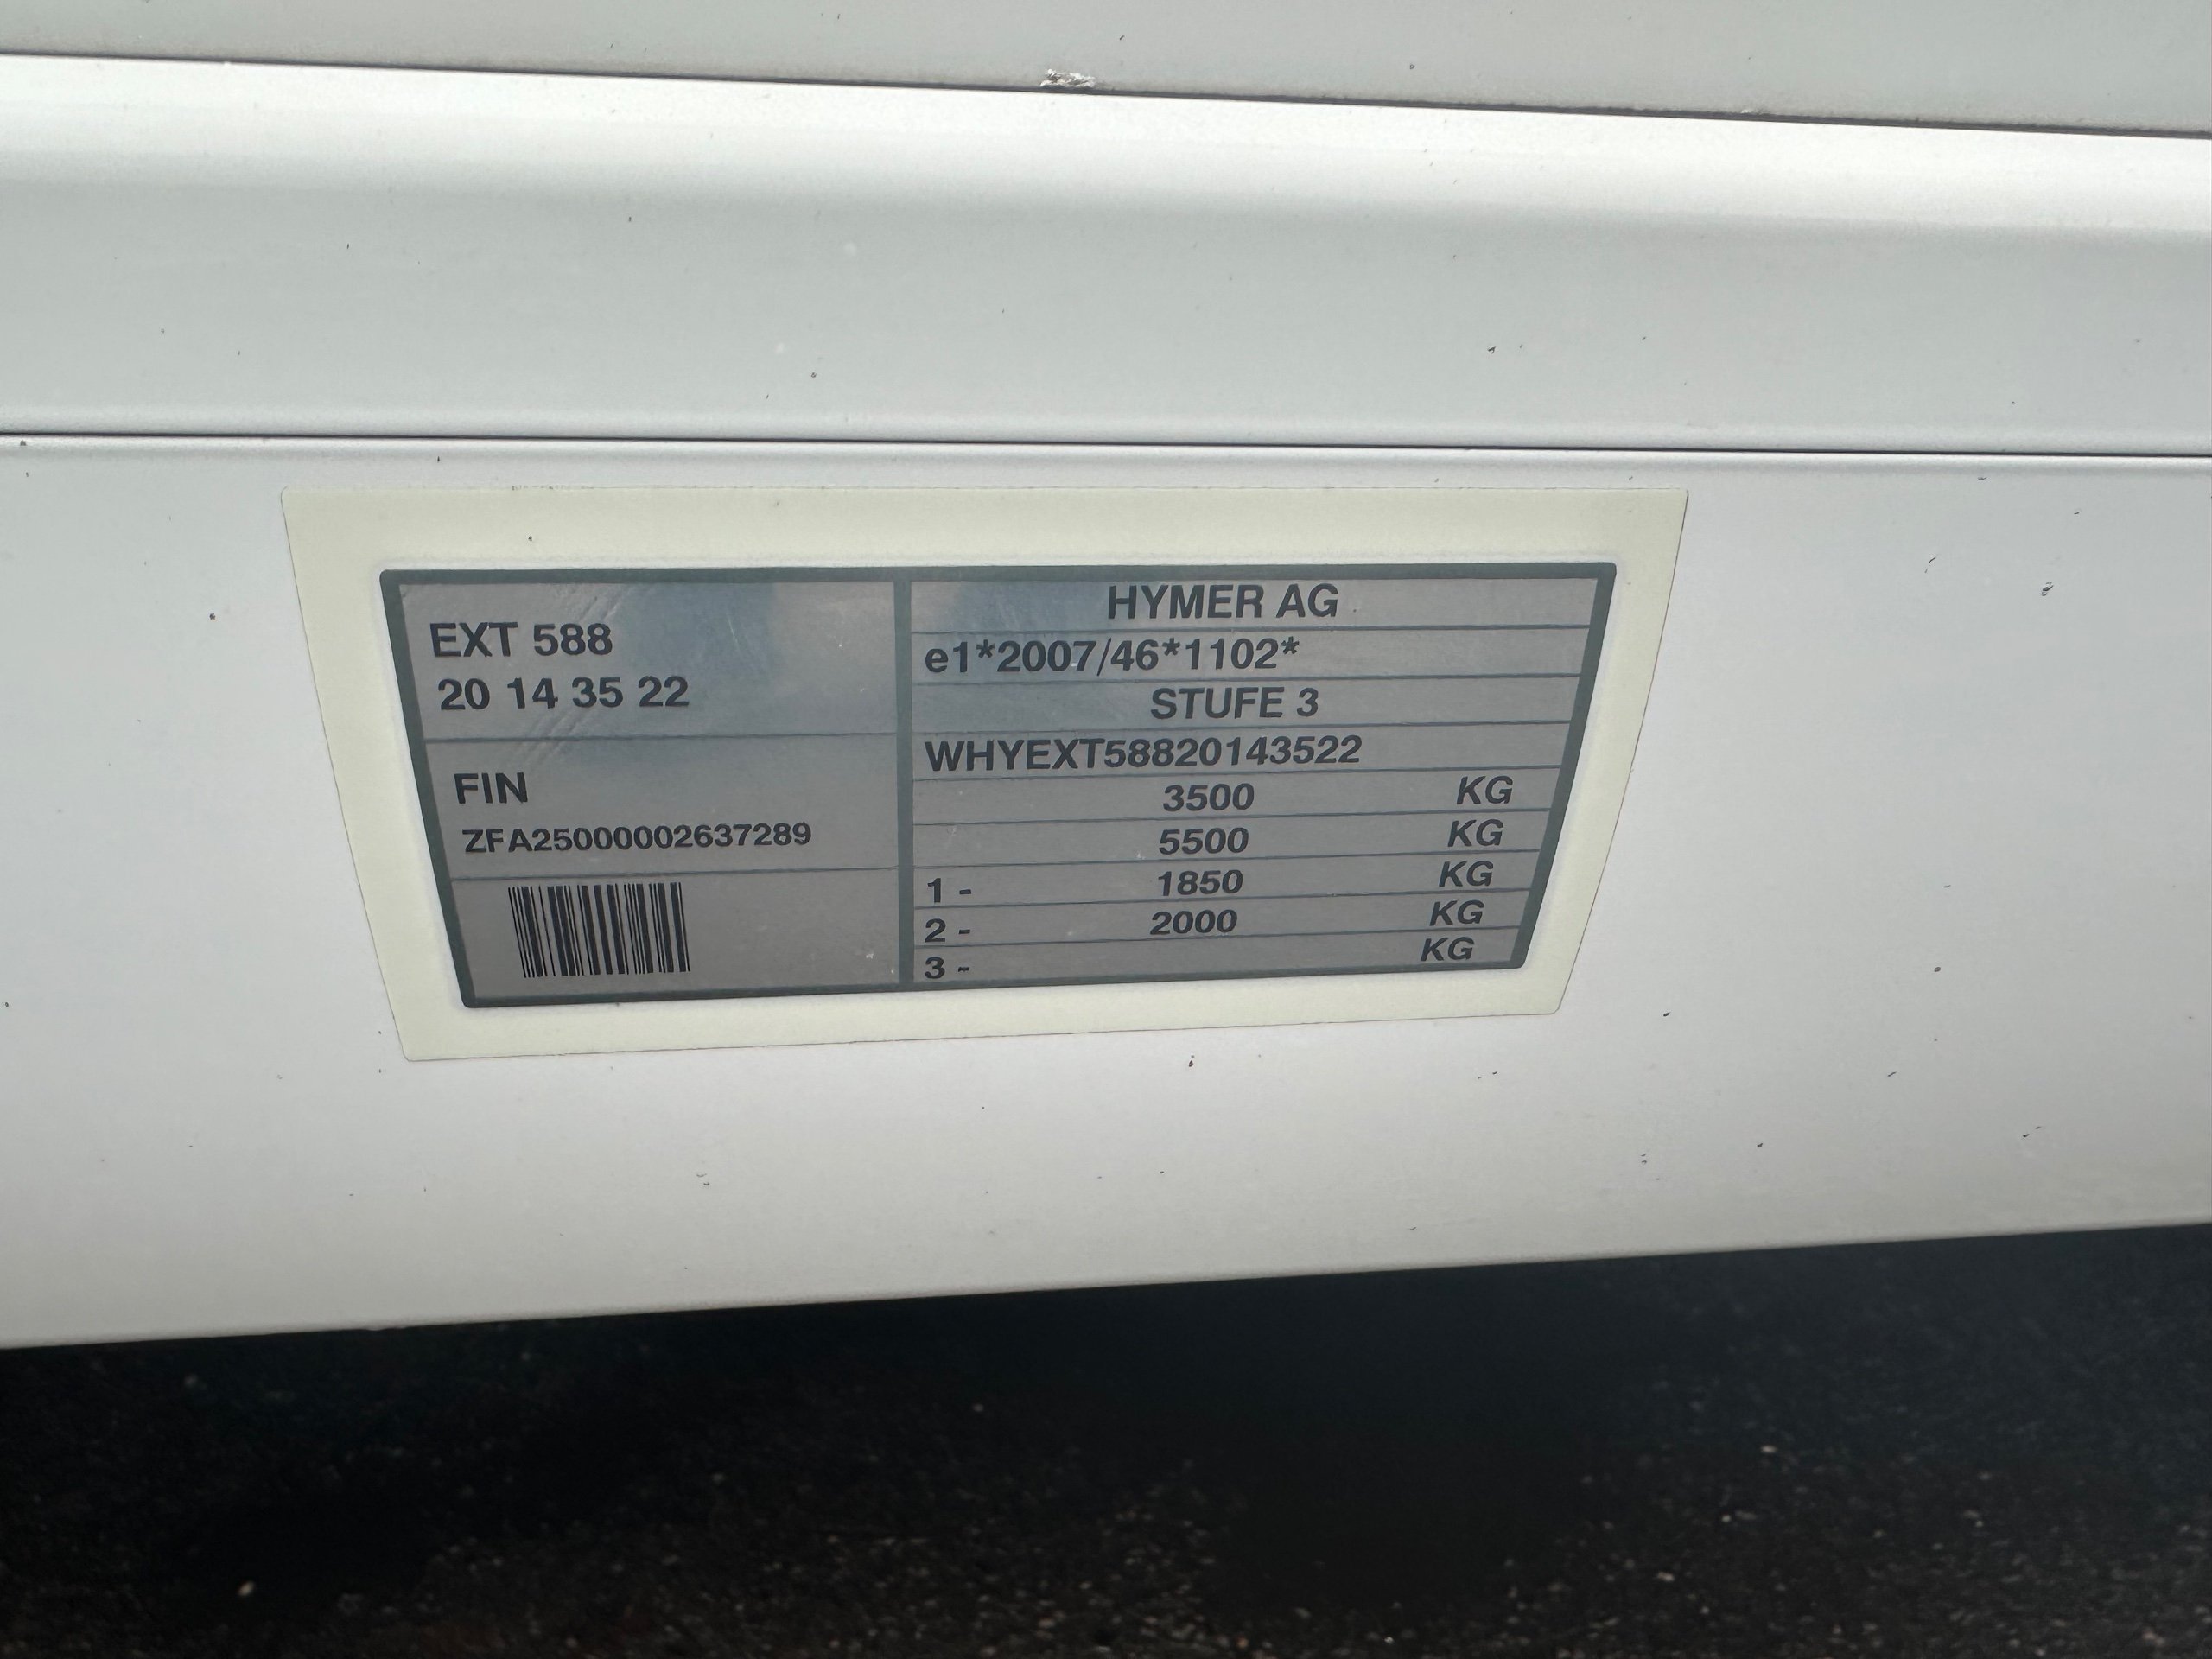 EXT 588
20 14 35 22
FIN
ZFA25000002637289
HYMER AG
e1*2007/46*1102*
STUFE 3
WHYEXT58820143522
3500 KG
5500 KG
1 - 1850 KG
2 - 2000 KG
3 - KG